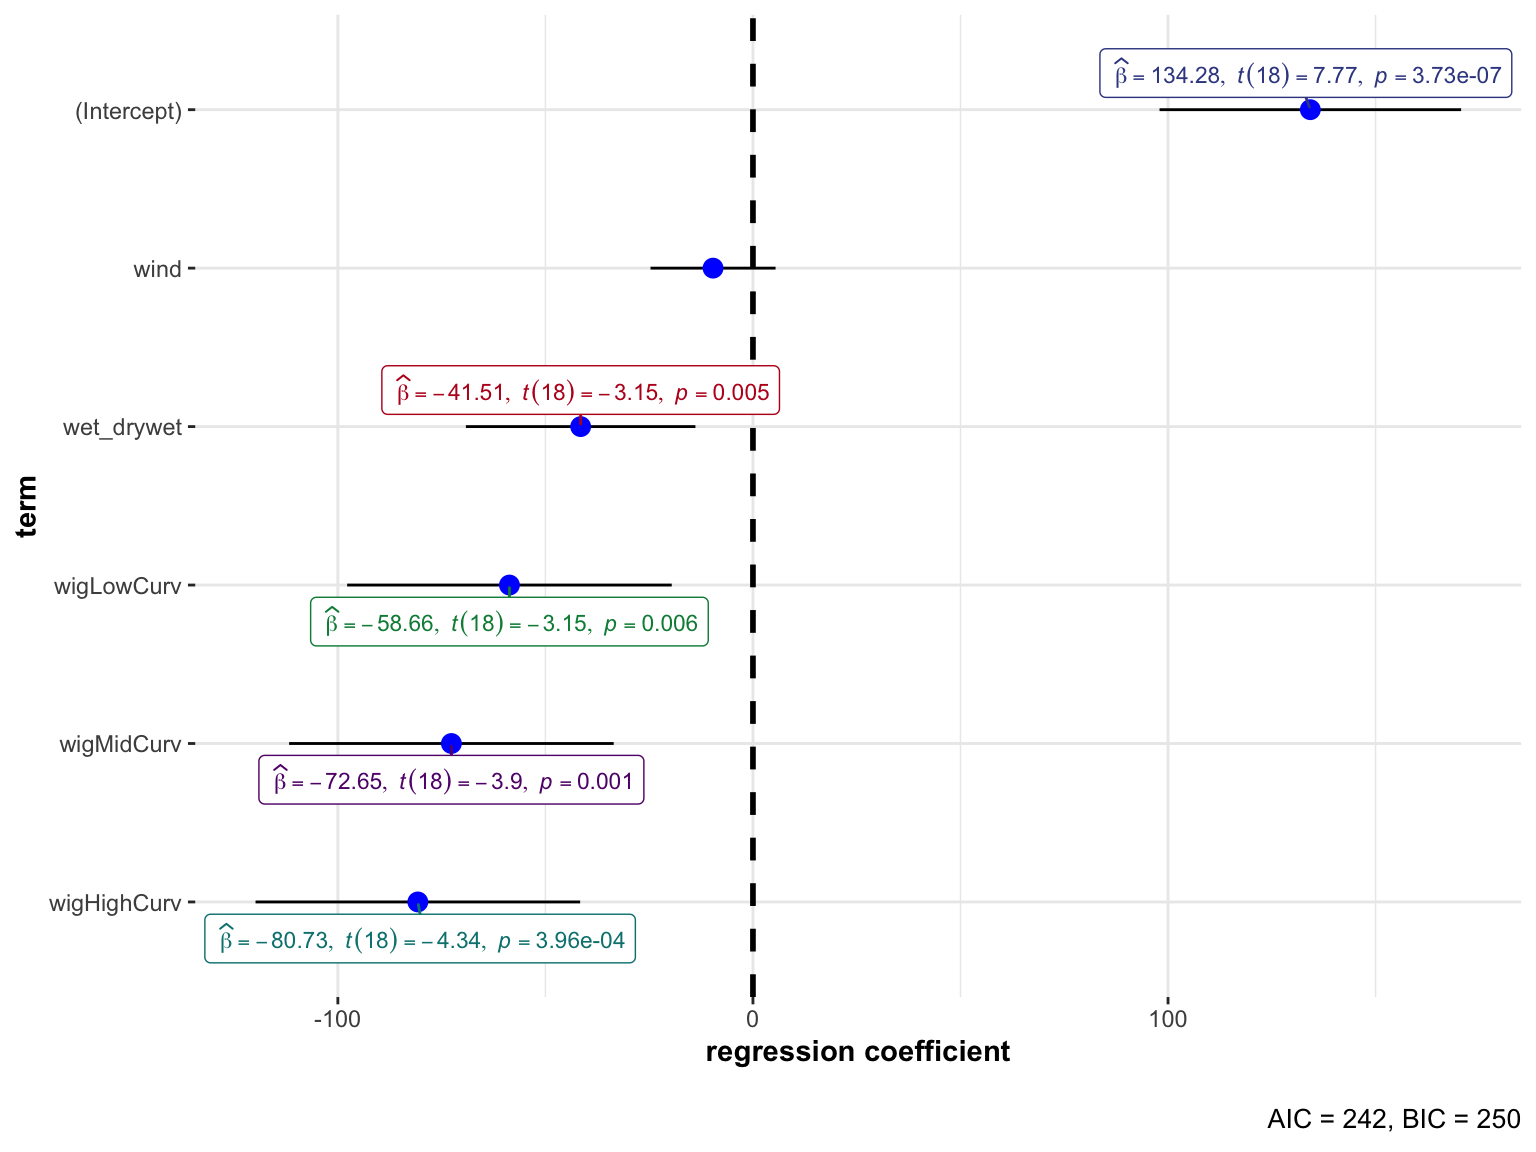 (Intercept)
β̂ = 134.28, t(18) = 7.77, p = 3.73e-07
wind
wet_drywet
β̂ = −41.51, t(18) = −3.15, p = 0.005
wigLowCurv
β̂ = −58.66, t(18) = −3.15, p = 0.006
wigMidCurv
β̂ = −72.65, t(18) = −3.9, p = 0.001
wigHighCurv
β̂ = −80.73, t(18) = −4.34, p = 3.96e-04
term
-100 0 100
regression coefficient
AIC = 242, BIC = 250